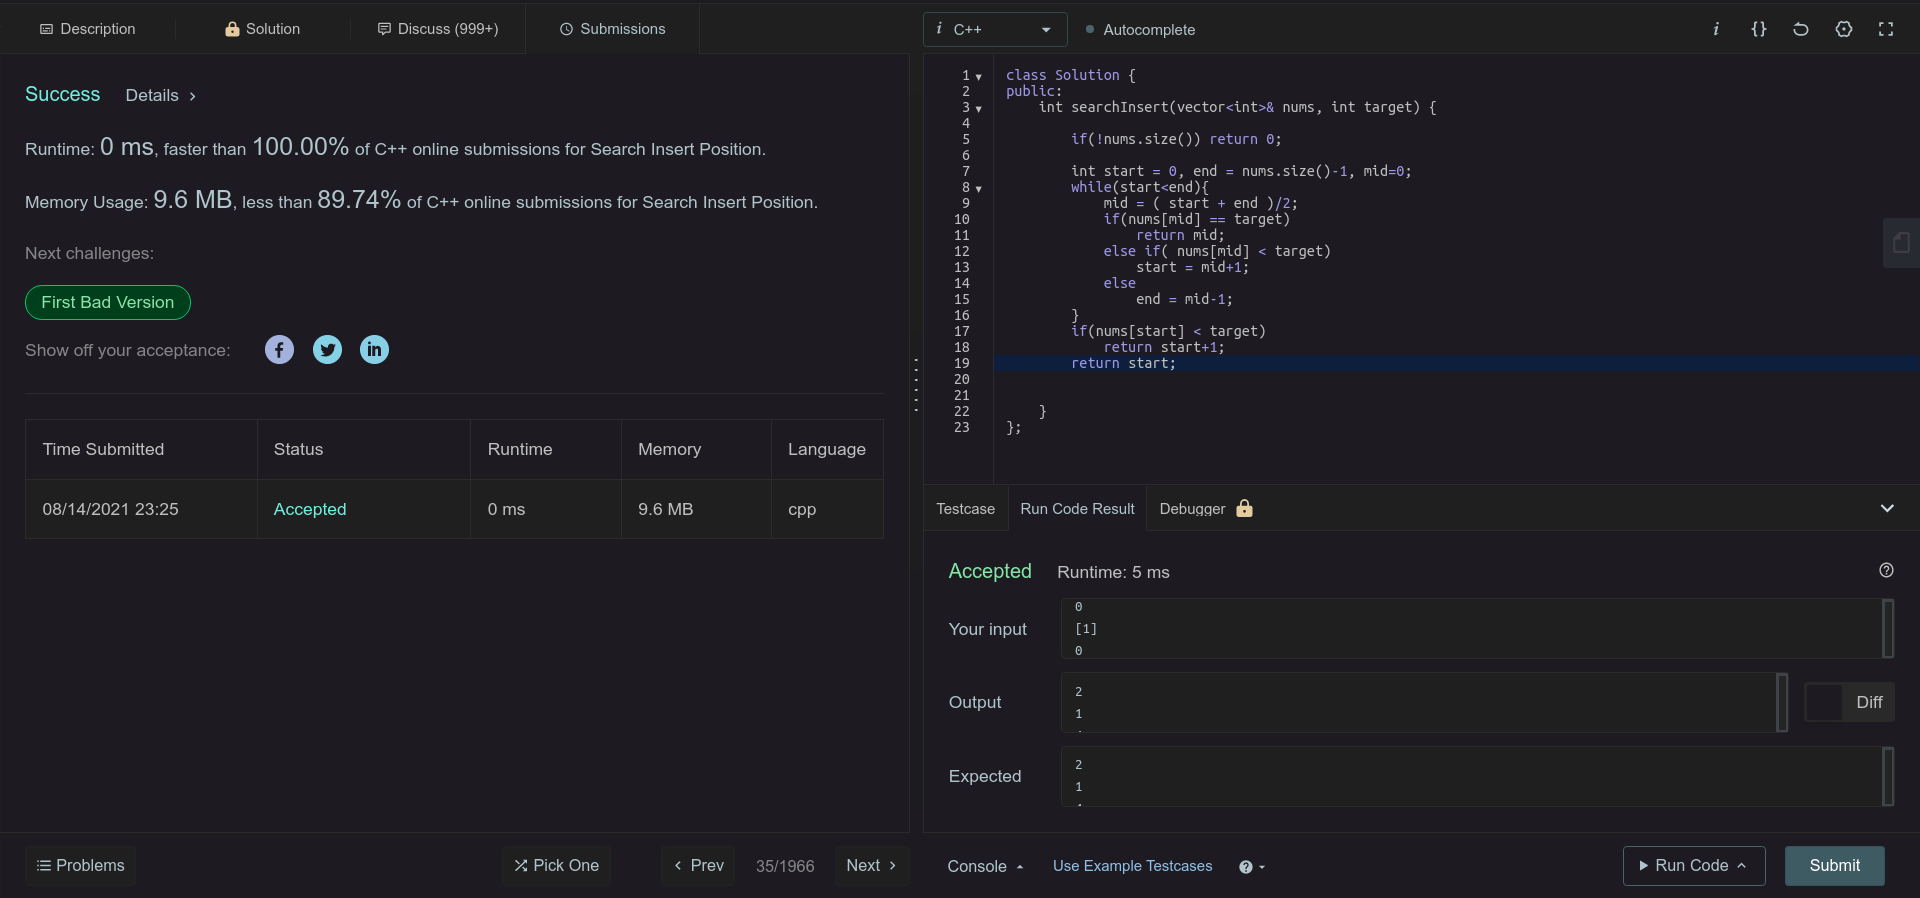 Description
Solution
Discuss (999+)
Submissions
Success Details
Runtime: 0 ms, faster than 100.00% of C++ online submissions for Search Insert Position.
Memory Usage: 9.6 MB, less than 89.74% of C++ online submissions for Search Insert Position.
Next challenges:
First Bad Version
Show off your acceptance:
Time Submitted Status Runtime Memory Language
08/14/2021 23:25 Accepted 0 ms 9.6 MB cpp
Problems
Pick One
Prev
35/1966
Next
i C++
Autocomplete
i {}
1 class Solution {
2 public:
3     int searchInsert(vector<int>& nums, int target) {
4
5         if(!nums.size()) return 0;
6
7         int start = 0, end = nums.size()-1, mid=0;
8         while(start<end){
9             mid = ( start + end )/2;
10             if(nums[mid] == target)
11                 return mid;
12             else if( nums[mid] < target)
13                 start = mid+1;
14             else
15                 end = mid-1;
16         }
17         if(nums[start] < target)
18             return start+1;
19         return start;
20
21
22     }
23 };
Testcase
Run Code Result
Debugger
Accepted Runtime: 5 ms
Your input
0
[1]
0
Output
2
1
Diff
Expected
2
1
Console
Use Example Testcases
Run Code
Submit